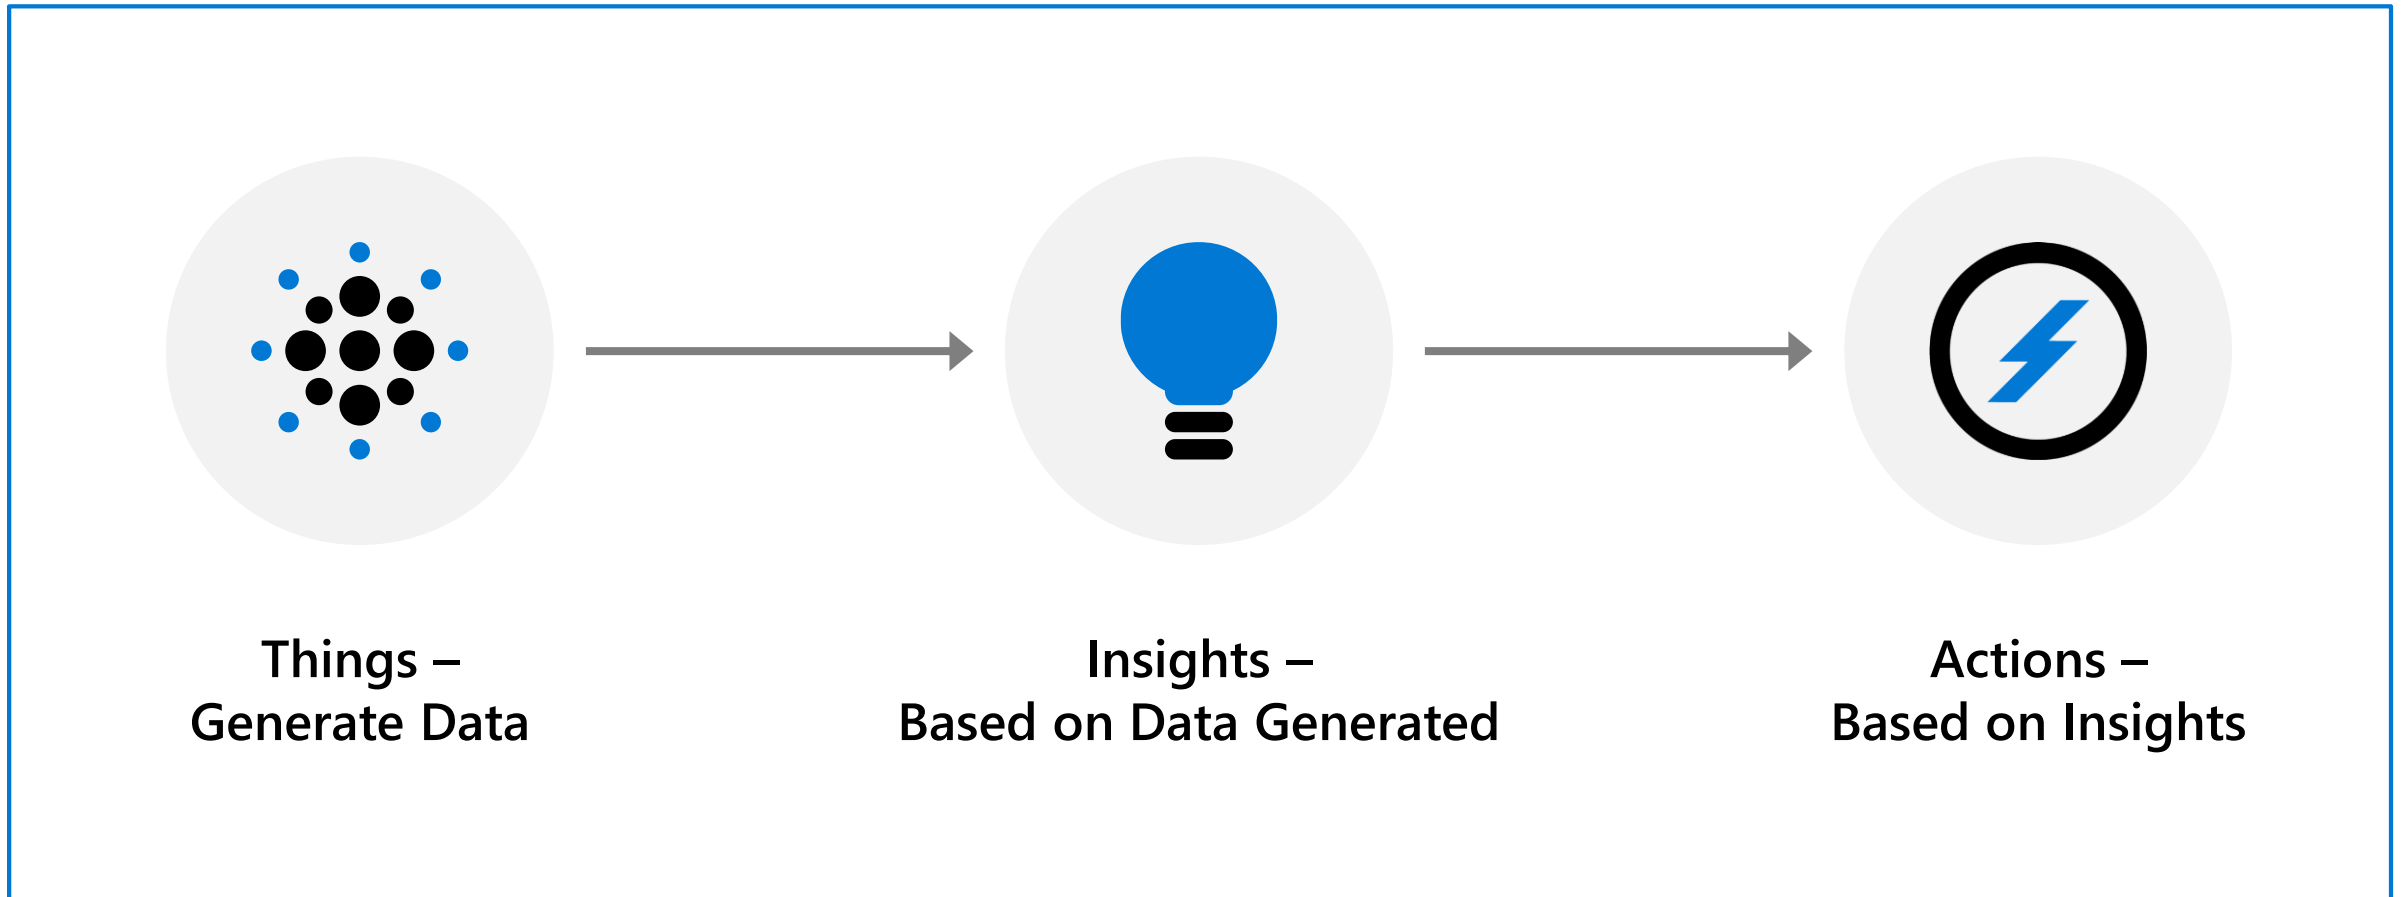 Things –
Generate Data
Insights –
Based on Data Generated
Actions –
Based on Insights